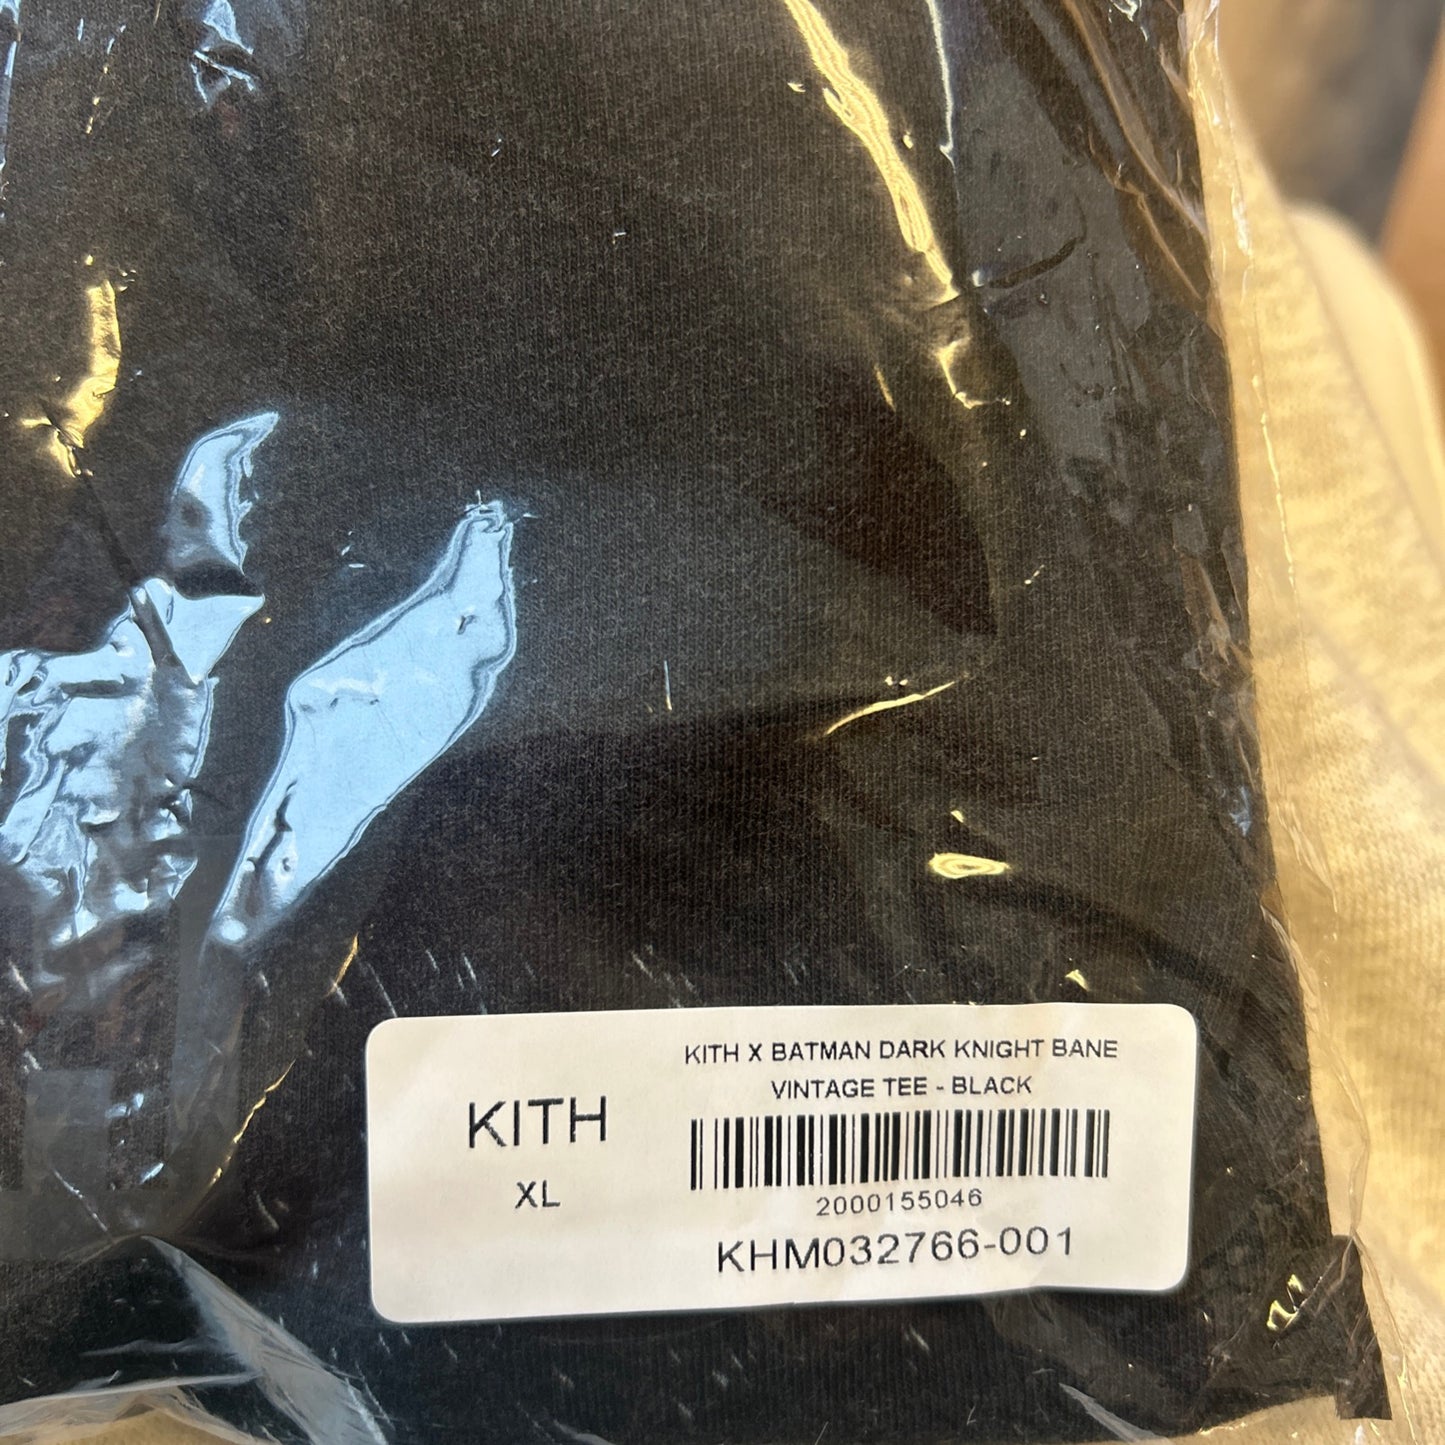 KITH
XL
KITH X BATMAN DARK KNIGHT BANE
VINTAGE TEE - BLACK
2000155046
KHM032766-001